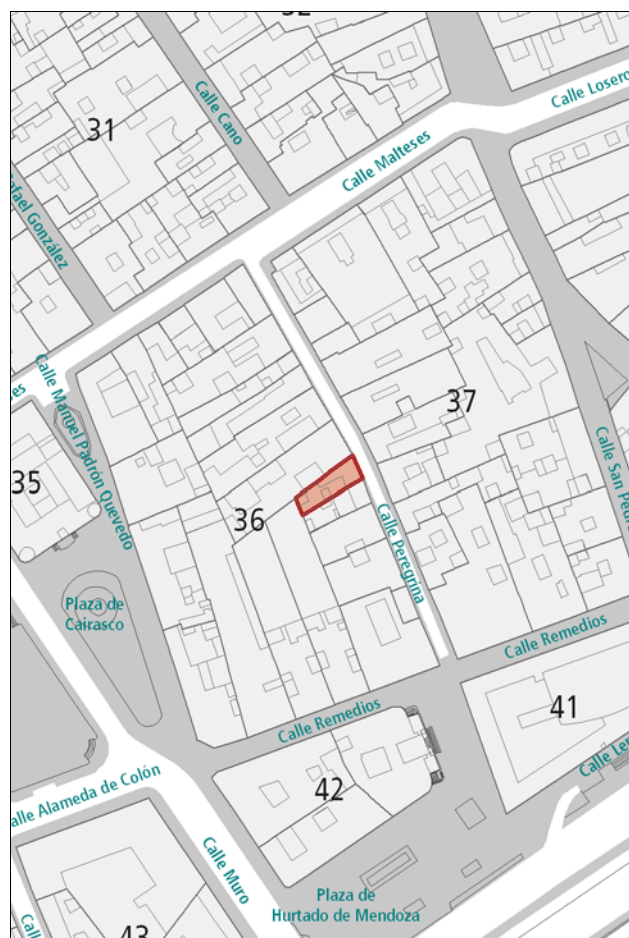 32
Calle Losero
31
Calle Cano
Calle Malteses
Rafael González
37
Calle Manuel Padrón Quevedo
35
36
Calle San Pedro
Calle Peregrina
Plaza de
Cairasco
Calle Remedios
41
Calle Remedios
42
Calle Alameda de Colón
Calle Muro
Plaza de
Hurtado de Mendoza
43